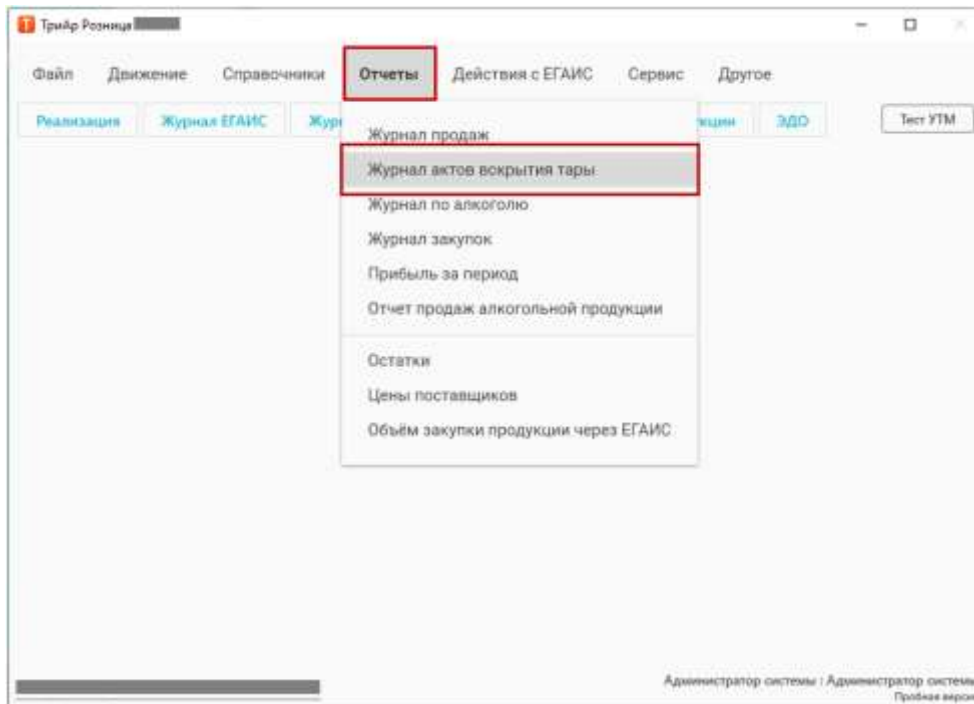 ТриАр Розница
Файл Движение Справочники Отчеты Действия с ЕГАИС Сервис Другое
Реализация Журнал ЕГАИС ЭДО Тест УТМ
Журнал продаж
Журнал актов вскрытия тары
Журнал по алкоголю
Журнал закупок
Прибыль за период
Отчет продаж алкогольной продукции
Остатки
Цены поставщиков
Объём закупки продукции через ЕГАИС
Администратор системы : Администратор системы
Пробная версия